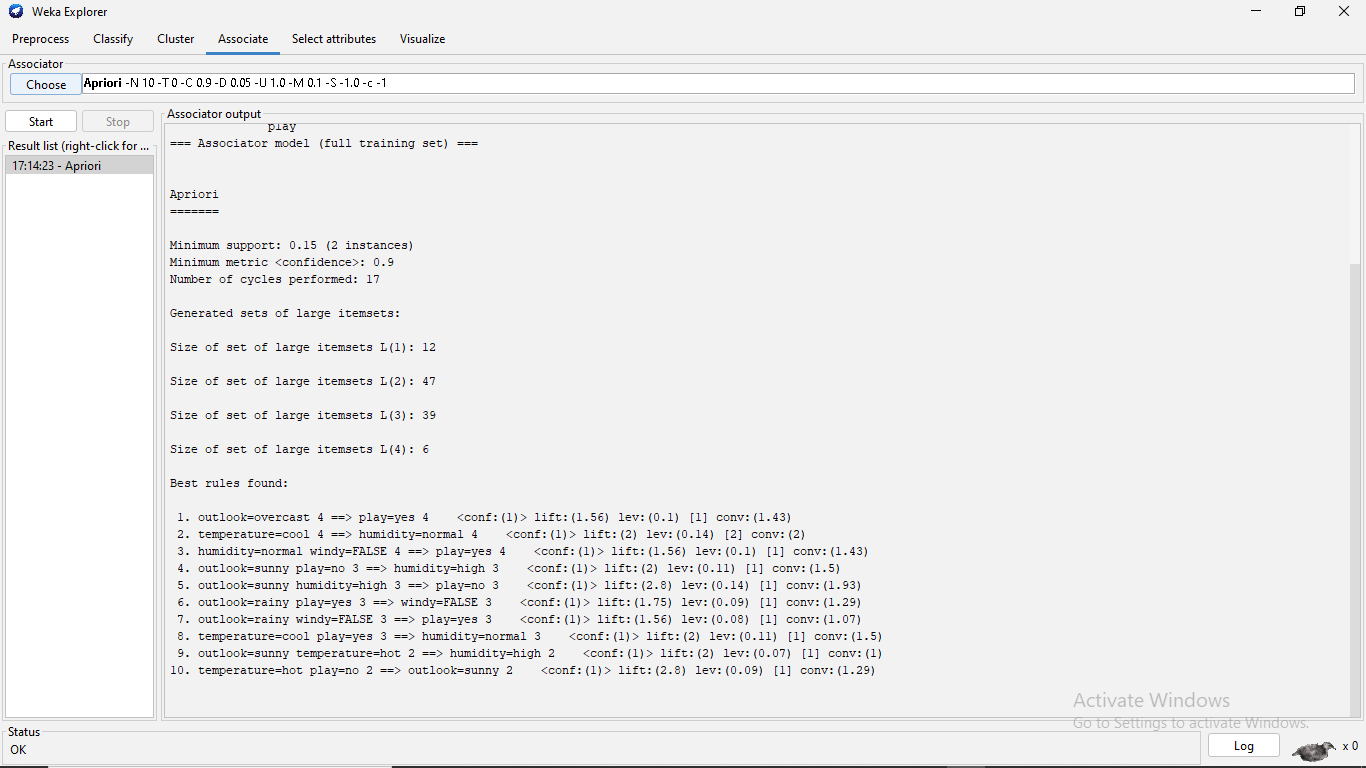 Weka Explorer
Preprocess Classify Cluster Associate Select attributes Visualize
Associator
Choose Apriori -N 10 -T 0 -C 0.9 -D 0.05 -U 1.0 -M 0.1 -S -1.0 -c -1
Start Stop
Result list (right-click for ...
17:14:23 - Apriori
Associator output
play
=== Associator model (full training set) ===
Apriori
=======
Minimum support: 0.15 (2 instances)
Minimum metric <confidence>: 0.9
Number of cycles performed: 17
Generated sets of large itemsets:
Size of set of large itemsets L(1): 12
Size of set of large itemsets L(2): 47
Size of set of large itemsets L(3): 39
Size of set of large itemsets L(4): 6
Best rules found:
1. outlook=overcast 4 ==> play=yes 4 <conf:(1)> lift:(1.56) lev:(0.1) [1] conv:(1.43)
2. temperature=cool 4 ==> humidity=normal 4 <conf:(1)> lift:(2) lev:(0.14) [2] conv:(2)
3. humidity=normal windy=FALSE 4 ==> play=yes 4 <conf:(1)> lift:(1.56) lev:(0.1) [1] conv:(1.43)
4. outlook=sunny play=no 3 ==> humidity=high 3 <conf:(1)> lift:(2) lev:(0.11) [1] conv:(1.5)
5. outlook=sunny humidity=high 3 ==> play=no 3 <conf:(1)> lift:(2.8) lev:(0.14) [1] conv:(1.93)
6. outlook=rainy play=yes 3 ==> windy=FALSE 3 <conf:(1)> lift:(1.75) lev:(0.09) [1] conv:(1.29)
7. outlook=rainy windy=FALSE 3 ==> play=yes 3 <conf:(1)> lift:(1.56) lev:(0.08) [1] conv:(1.07)
8. temperature=cool play=yes 3 ==> humidity=normal 3 <conf:(1)> lift:(2) lev:(0.11) [1] conv:(1.5)
9. outlook=sunny temperature=hot 2 ==> humidity=high 2 <conf:(1)> lift:(2) lev:(0.07) [1] conv:(1)
10. temperature=hot play=no 2 ==> outlook=sunny 2 <conf:(1)> lift:(2.8) lev:(0.09) [1] conv:(1.29)
Activate Windows
Go to Settings to activate Windows.
Status
OK
Log
x 0